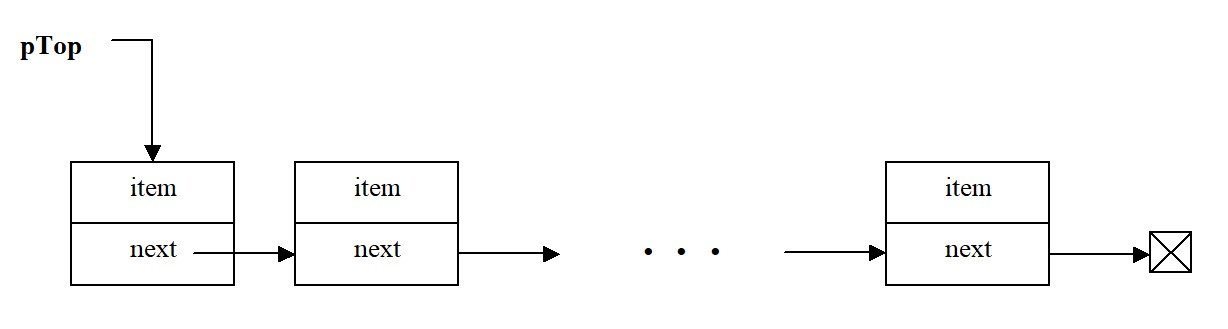 pTop
item item item
next next . . . next